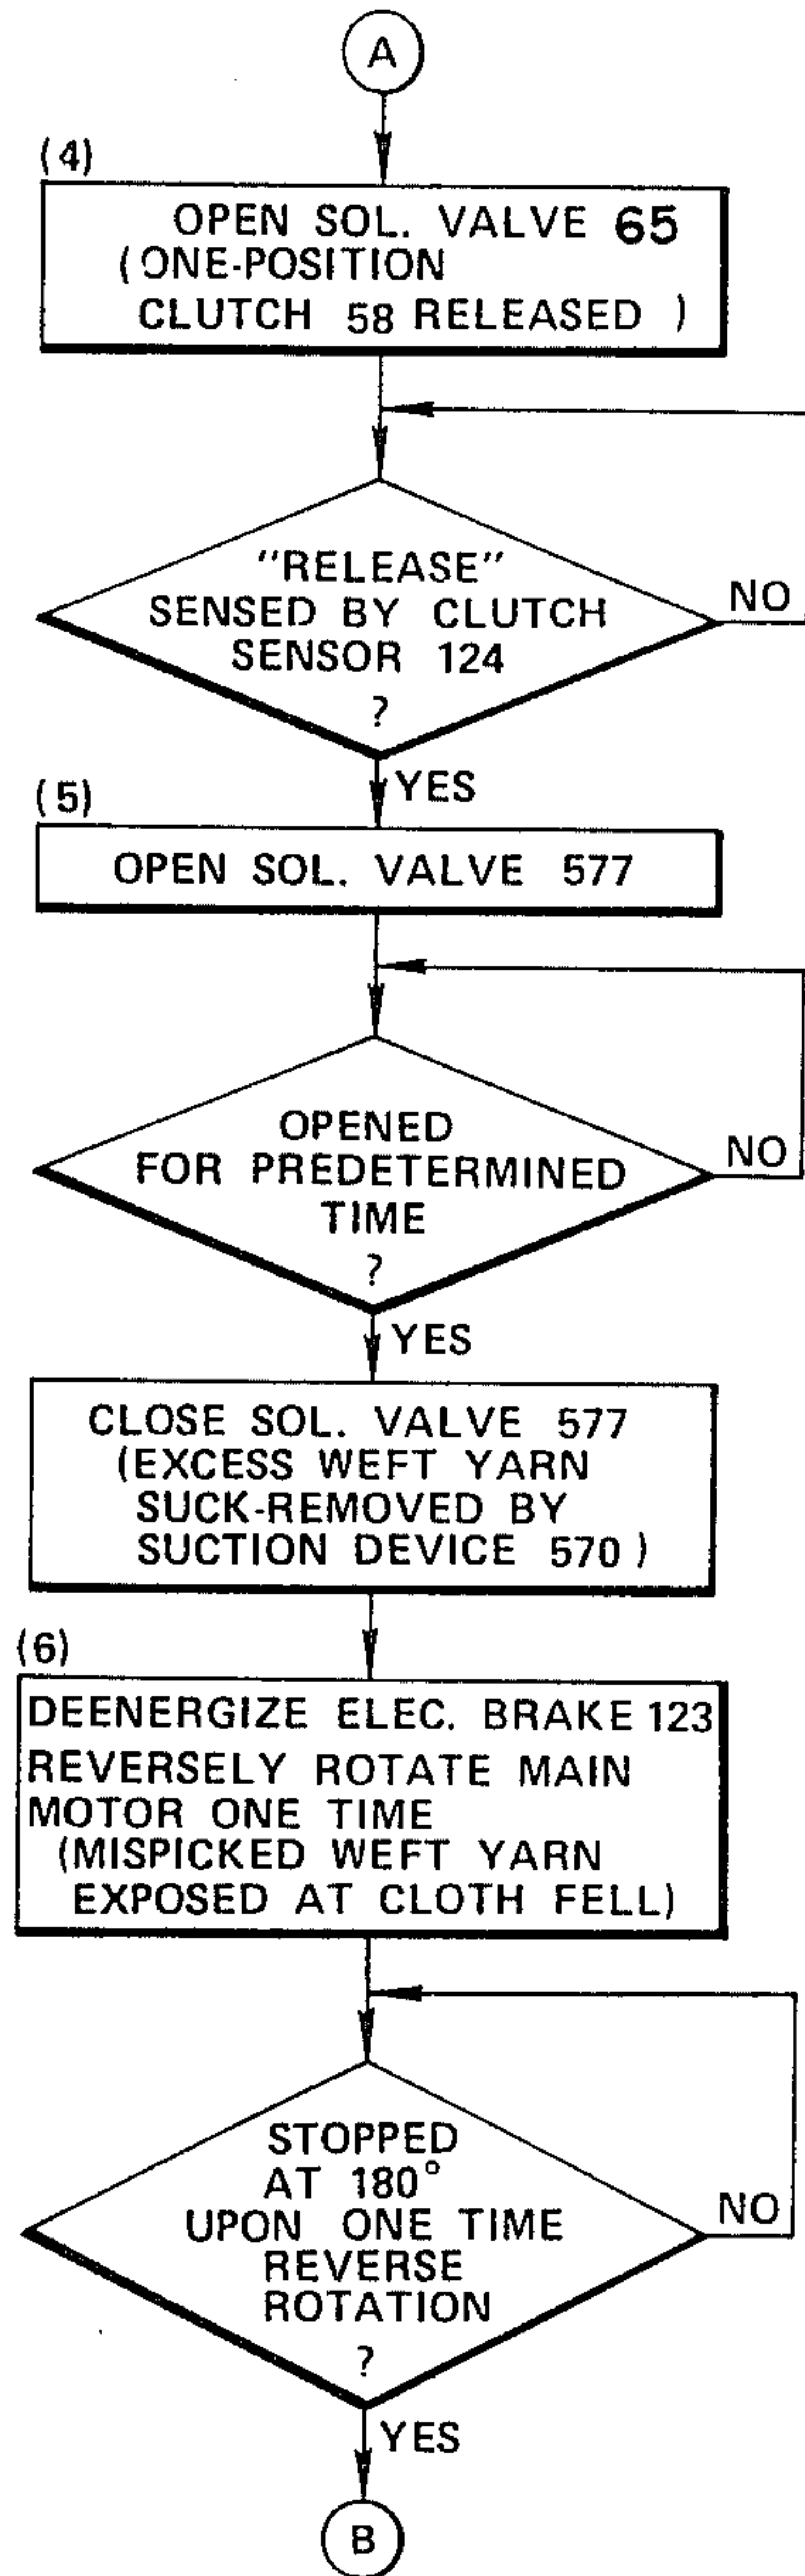 A
(4)
OPEN SOL. VALVE 65
(ONE-POSITION
CLUTCH 58 RELEASED )
"RELEASE"
SENSED BY CLUTCH
SENSOR 124
?
NO
YES
(5)
OPEN SOL. VALVE 577
OPENED
FOR PREDETERMINED
TIME
?
NO
YES
CLOSE SOL. VALVE 577
(EXCESS WEFT YARN
SUCK-REMOVED BY
SUCTION DEVICE 570 )
(6)
DEENERGIZE ELEC. BRAKE 123
REVERSELY ROTATE MAIN
MOTOR ONE TIME
(MISPICKED WEFT YARN
EXPOSED AT CLOTH FELL)
STOPPED
AT 180°
UPON ONE TIME
REVERSE
ROTATION
?
NO
YES
B